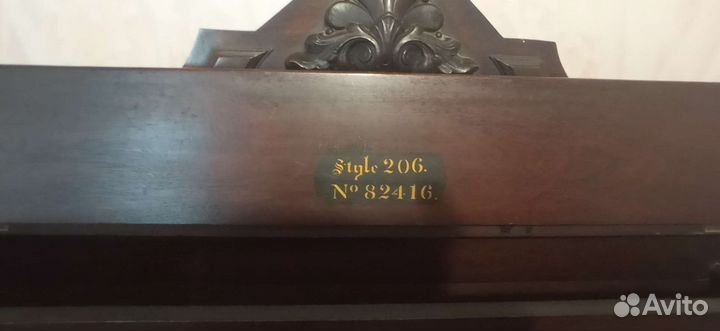 Style 206.
Nº 82416.
Avito